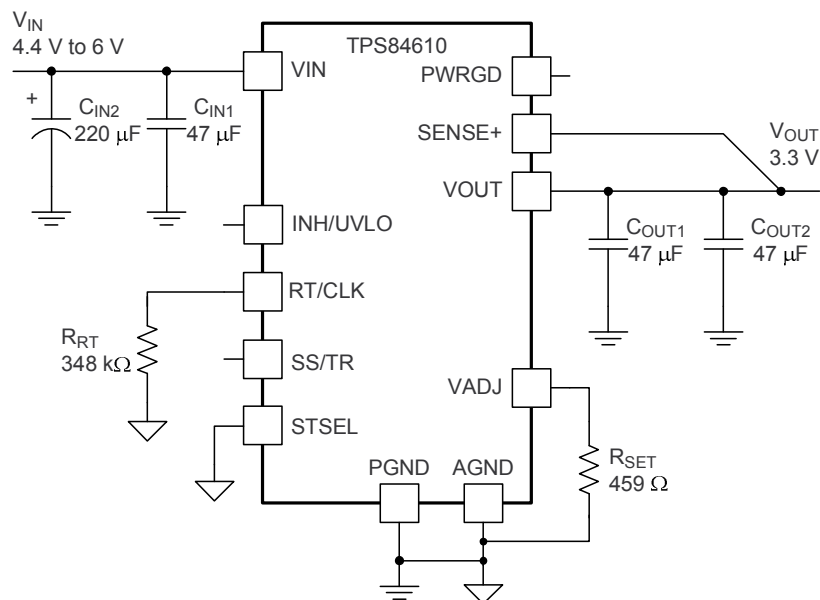 V_IN
4.4 V to 6 V
TPS84610
VIN
PWRGD
+
C_IN2
220 μF
C_IN1
47 μF
SENSE+
V_OUT
3.3 V
VOUT
INH/UVLO
C_OUT1
47 μF
C_OUT2
47 μF
RT/CLK
R_RT
348 kΩ
SS/TR
VADJ
STSEL
PGND
AGND
R_SET
459 Ω